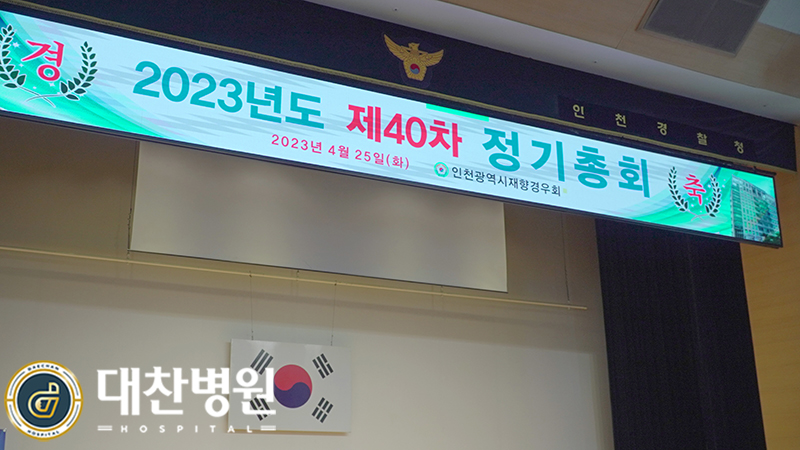 인천경찰청
경
2023년도 제40차 정기총회
축
2023년 4월 25일(화)
인천광역시재향경우회
DAECHAN
HOSPITAL
대찬병원
HOSPITAL